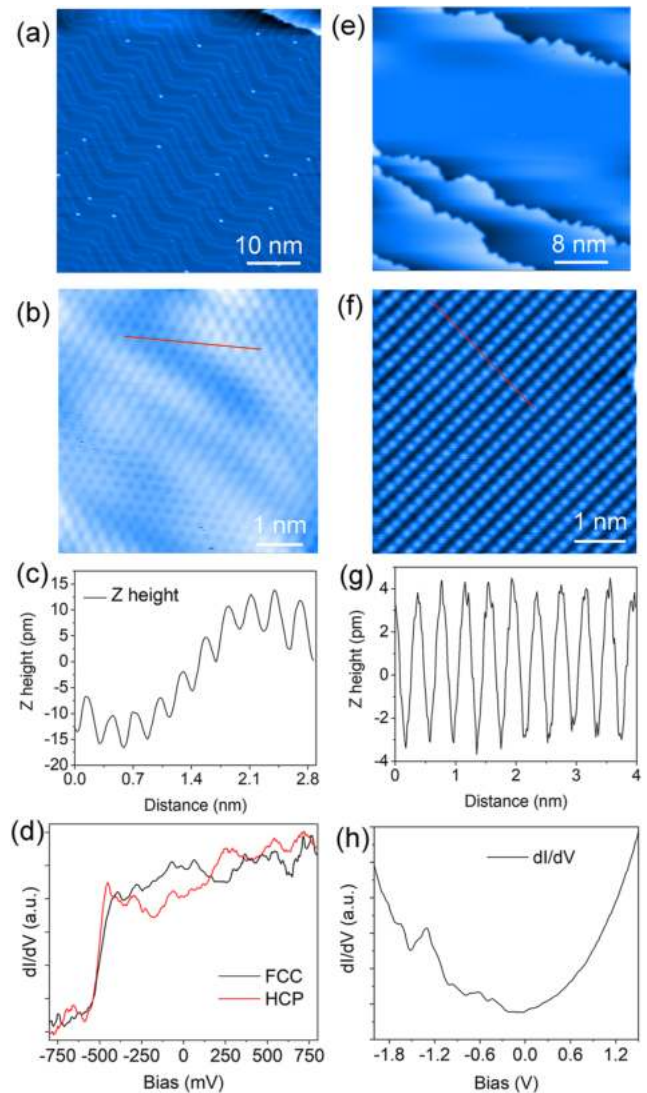 (a)
10 nm
(e)
8 nm
(b)
1 nm
(f)
1 nm
(c)
Z height
Z height (pm)
15
10
5
0
-5
-10
-15
-20
0.0 0.7 1.4 2.1 2.8
Distance (nm)
(g)
Z height (pm)
4
2
0
-2
-4
0 1 2 3 4
Distance (nm)
(d)
dI/dV (a.u.)
FCC
HCP
-750 -500 -250 0 250 500 750
Bias (mV)
(h)
dI/dV
dI/dV (a.u.)
-1.8 -1.2 -0.6 0.0 0.6 1.2
Bias (V)